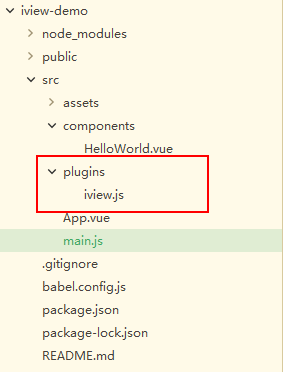 iview-demo
node_modules
public
src
assets
components
HelloWorld.vue
plugins
iview.js
App.vue
main.js
.gitignore
babel.config.js
package.json
package-lock.json
README.md